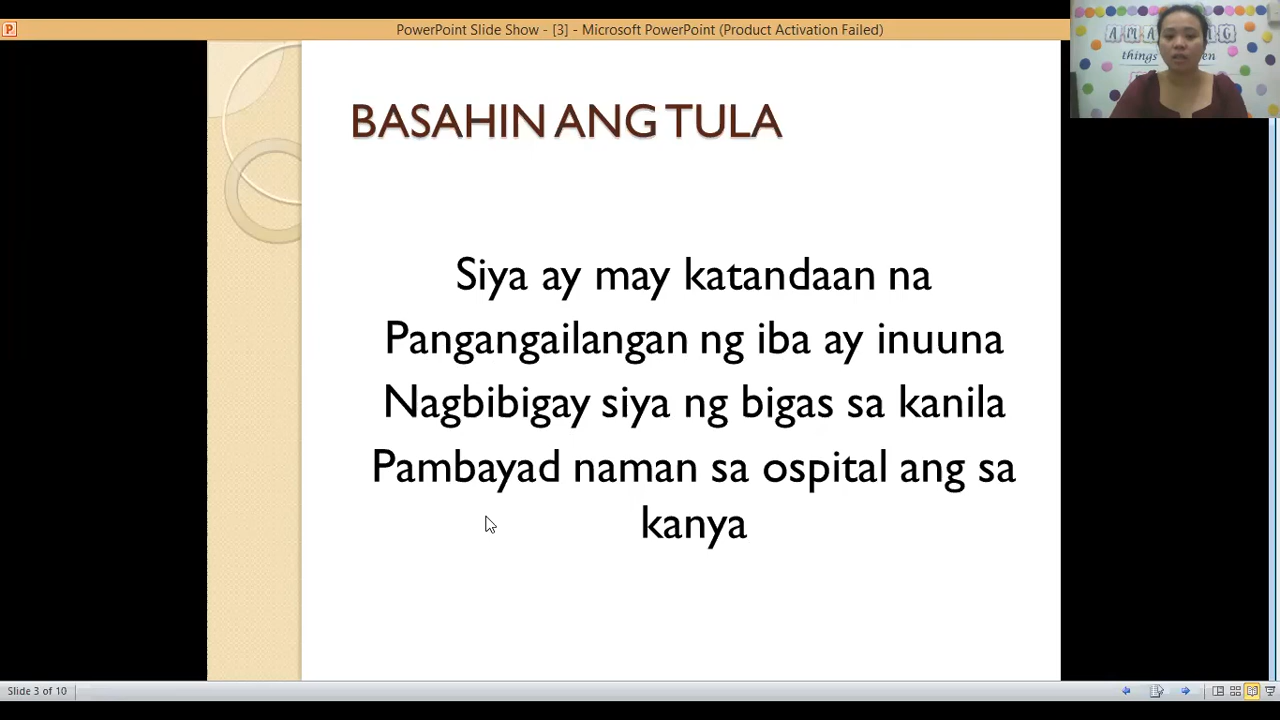 PowerPoint Slide Show - [3] - Microsoft PowerPoint (Product Activation Failed)
AMAZING
things
BASAHIN ANG TULA
Siya ay may katandaan na
Pangangailangan ng iba ay inuuna
Nagbibigay siya ng bigas sa kanila
Pambayad naman sa ospital ang sa
kanya
Slide 3 of 10